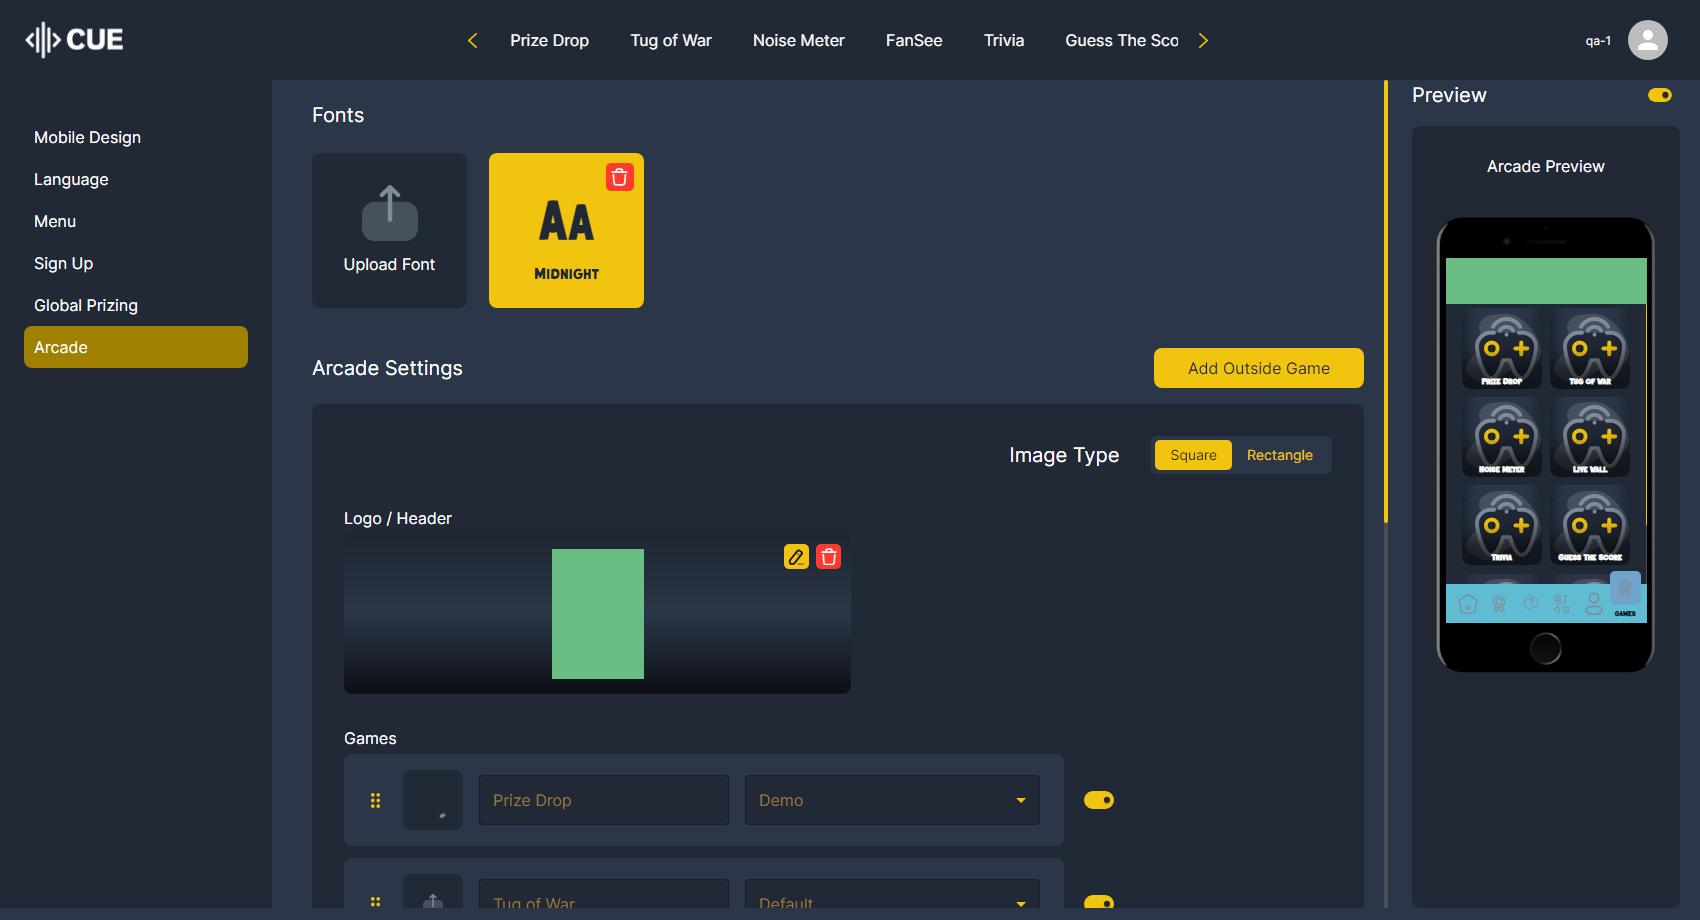 CUE
Prize Drop
Tug of War
Noise Meter
FanSee
Trivia
Guess The Sco
qa-1
Mobile Design
Language
Menu
Sign Up
Global Prizing
Arcade
Fonts
Upload Font
AA
MIDNIGHT
Arcade Settings
Add Outside Game
Image Type
Square
Rectangle
Logo / Header
Games
Prize Drop
Demo
Tug of War
Default
Preview
Arcade Preview
PRIZE DROP
TUG OF WAR
NOISE METER
LIVE WALL
TRIVIA
GUESS THE SCORE
GAMES